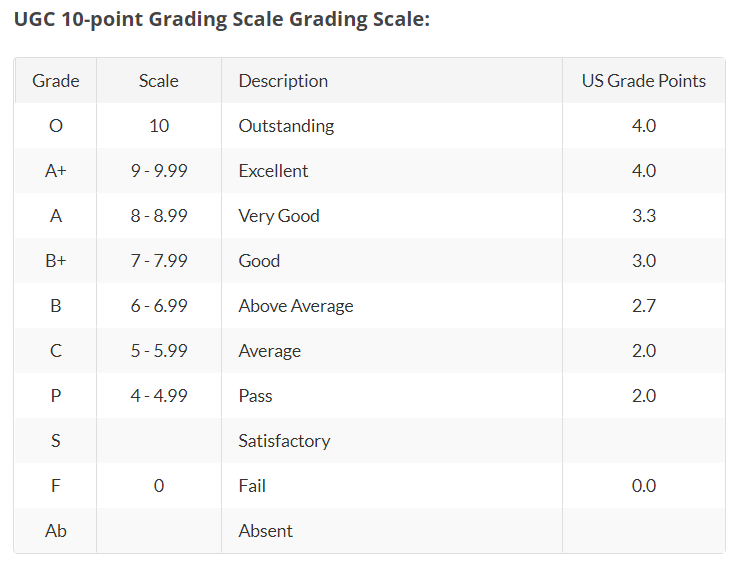 UGC 10-point Grading Scale Grading Scale:
Grade Scale Description US Grade Points
O 10 Outstanding 4.0
A+ 9 - 9.99 Excellent 4.0
A 8 - 8.99 Very Good 3.3
B+ 7 - 7.99 Good 3.0
B 6 - 6.99 Above Average 2.7
C 5 - 5.99 Average 2.0
P 4 - 4.99 Pass 2.0
S Satisfactory
F 0 Fail 0.0
Ab Absent